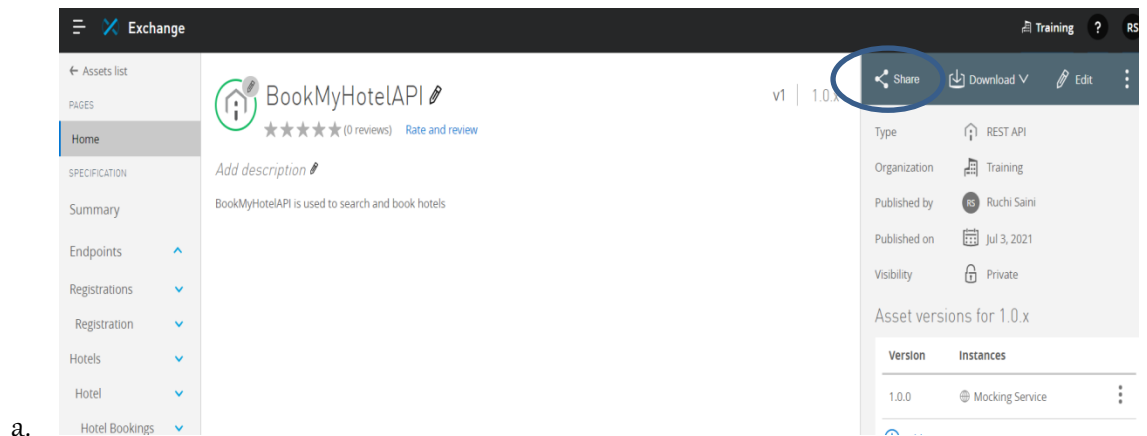 Exchange
Training ? RS
← Assets list
PAGES
Home
SPECIFICATION
Summary
Endpoints
Registrations
Registration
Hotels
Hotel
Hotel Bookings
BookMyHotelAPI
v1 | 1.0.x
(0 reviews) Rate and review
Add description
BookMyHotelAPI is used to search and book hotels
Share Download Edit
Type REST API
Organization Training
Published by RS Ruchi Saini
Published on Jul 3, 2021
Visibility Private
Asset versions for 1.0.x
Version Instances
1.0.0 Mocking Service
a.